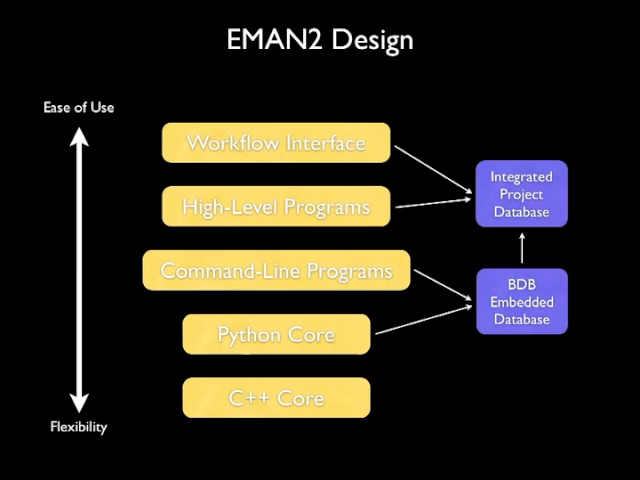 EMAN2 Design
Ease of Use
Workflow Interface
High-Level Programs
Command-Line Programs
Python Core
C++ Core
Flexibility
Integrated
Project
Database
BDB
Embedded
Database